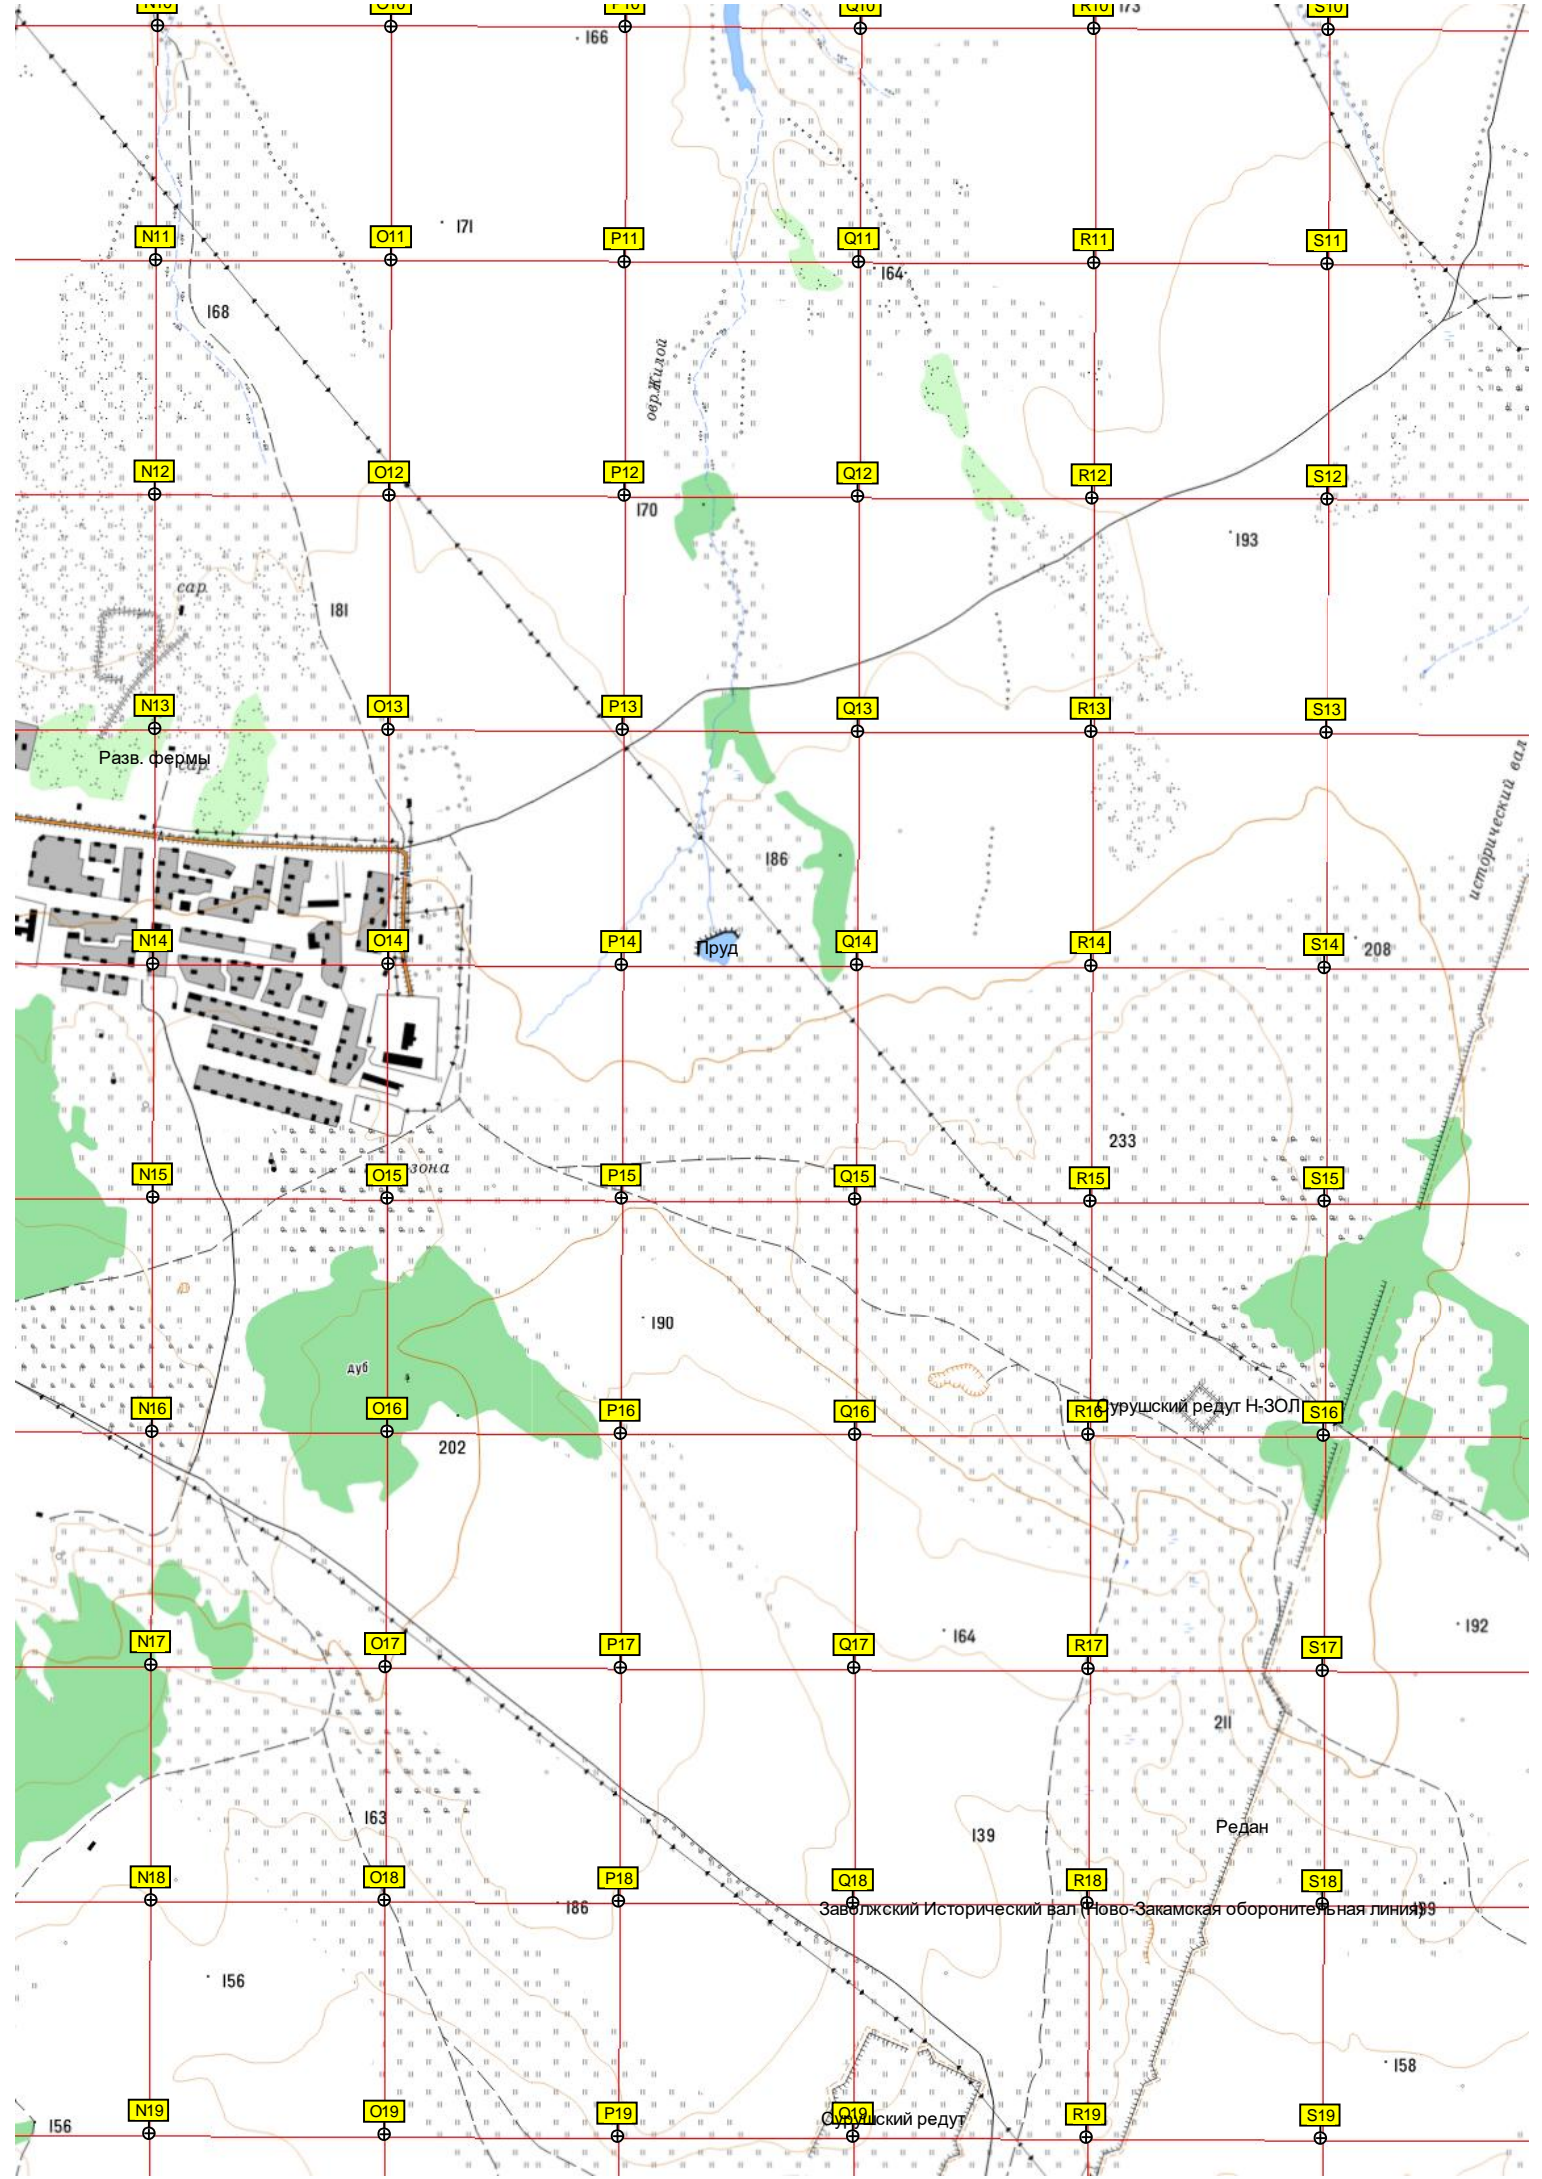 N10 O10 P10 Q10 R10 173 S10
166
171
N11 O11 P11 Q11 R11 S11
164
168
овр.Жилой
N12 O12 P12 Q12 R12 S12
170
193
сар.
181
N13 O13 P13 Q13 R13 S13
Разв. фермы
сар.
исторический вал
186
N14 O14 P14 Пруд Q14 R14 S14 208
233
зона
N15 O15 P15 Q15 R15 S15
190
дуб
N16 O16 P16 Q16 R16 Сурушский редут Н-ЗОЛ S16
202
N17 O17 P17 Q17 164 R17 S17 192
211
163
139
Редан
N18 O18 P18 Q18 R18 S18
186
Заволжский Исторический вал (Ново-Закамская оборонительная линия)
199
156
158
N19 O19 P19 Q19 R19 S19
156
Сурушский редут